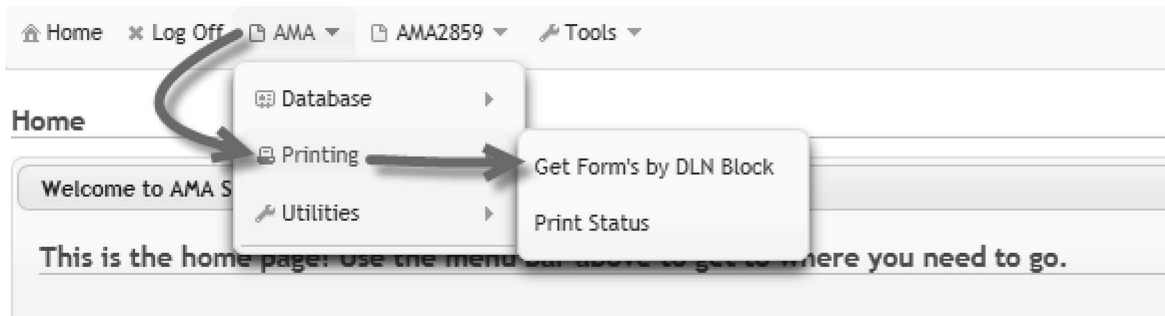 Home Log Off AMA AMA2859 Tools
Database
Home
Printing
Get Form's by DLN Block
Welcome to AMA S
Utilities
Print Status
This is the home page! Use the menu bar above to get to where you need to go.